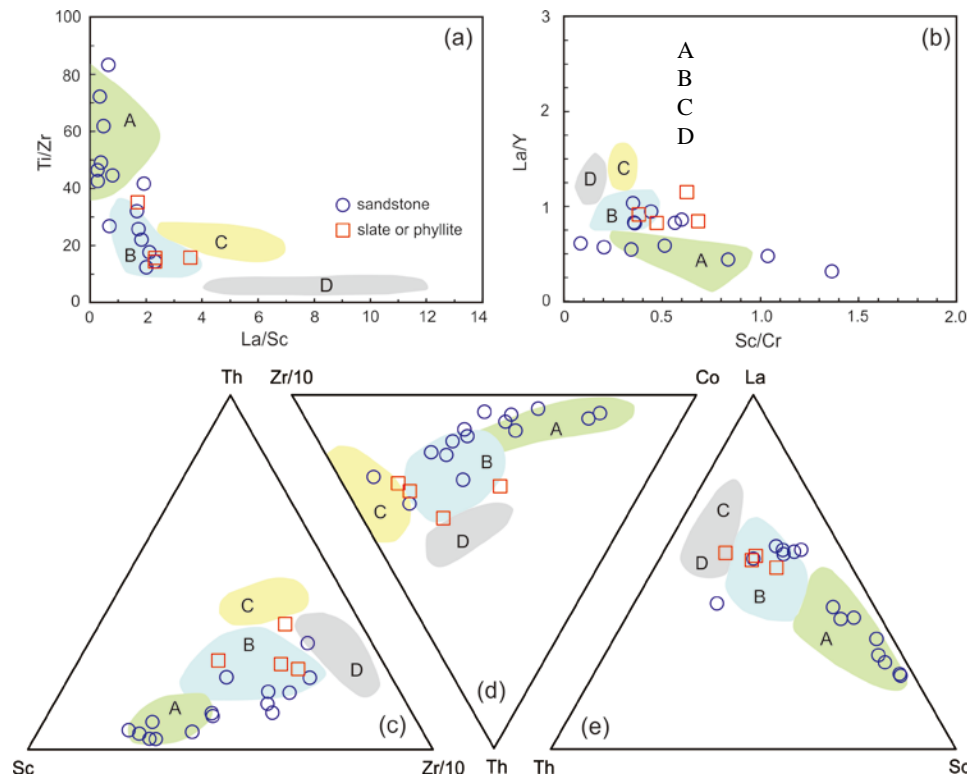 (a)
100
80
60
40
20
0
Ti/Zr
A
B
C
D
sandstone
slate or phyllite
0 2 4 6 8 10 12 14
La/Sc
(b)
3
2
1
0
La/Y
A
B
C
D
D
C
B
A
0 0.5 1.0 1.5 2.0
Sc/Cr
Th
C
B
D
A
(c)
Sc
Zr/10
Zr/10
Co
A
B
C
D
(d)
Th
La
C
D
B
A
(e)
Th
Sc